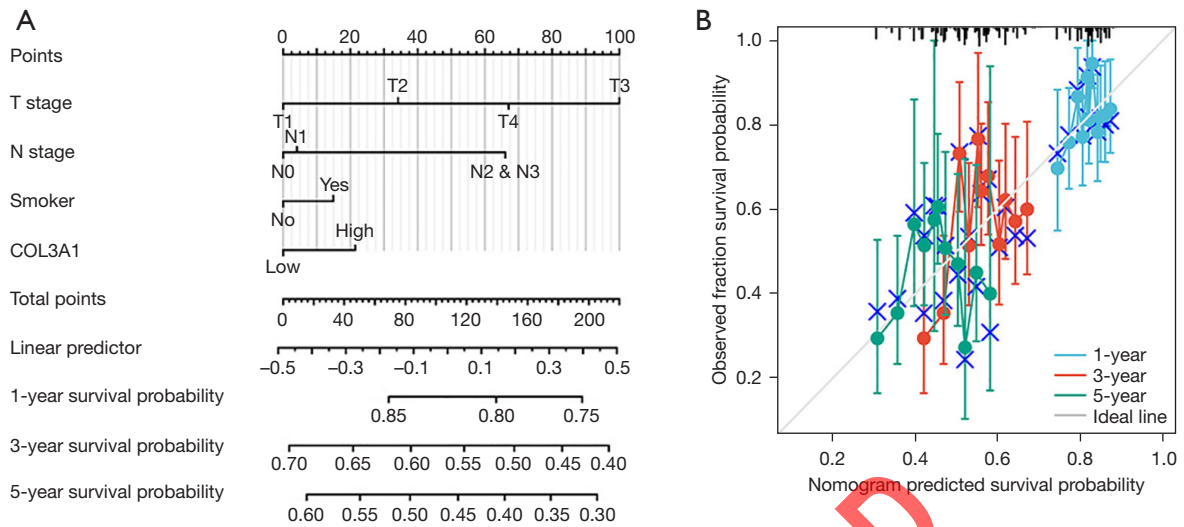 A
Points
0 20 40 60 80 100
T stage
T1 T2 T4 T3
N stage
N0 N1 N2 & N3
Smoker
No Yes
COL3A1
Low High
Total points
0 40 80 120 160 200
Linear predictor
−0.5 −0.3 −0.1 0.1 0.3 0.5
1-year survival probability
0.85 0.80 0.75
3-year survival probability
0.70 0.65 0.60 0.55 0.50 0.45 0.40
5-year survival probability
0.60 0.55 0.50 0.45 0.40 0.35 0.30
B
Observed fraction survival probability
1.0
0.8
0.6
0.4
0.2
1-year
3-year
5-year
Ideal line
0.2 0.4 0.6 0.8 1.0
Nomogram predicted survival probability